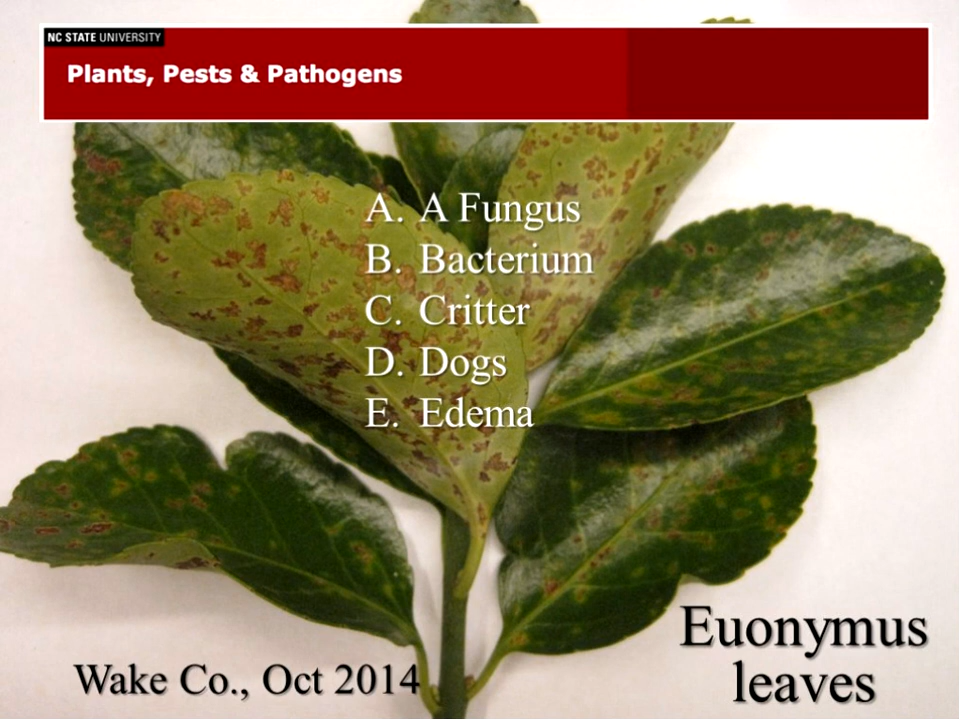 NC STATE UNIVERSITY
Plants, Pests & Pathogens
A. A Fungus
B. Bacterium
C. Critter
D. Dogs
E. Edema
Euonymus
leaves
Wake Co., Oct 2014